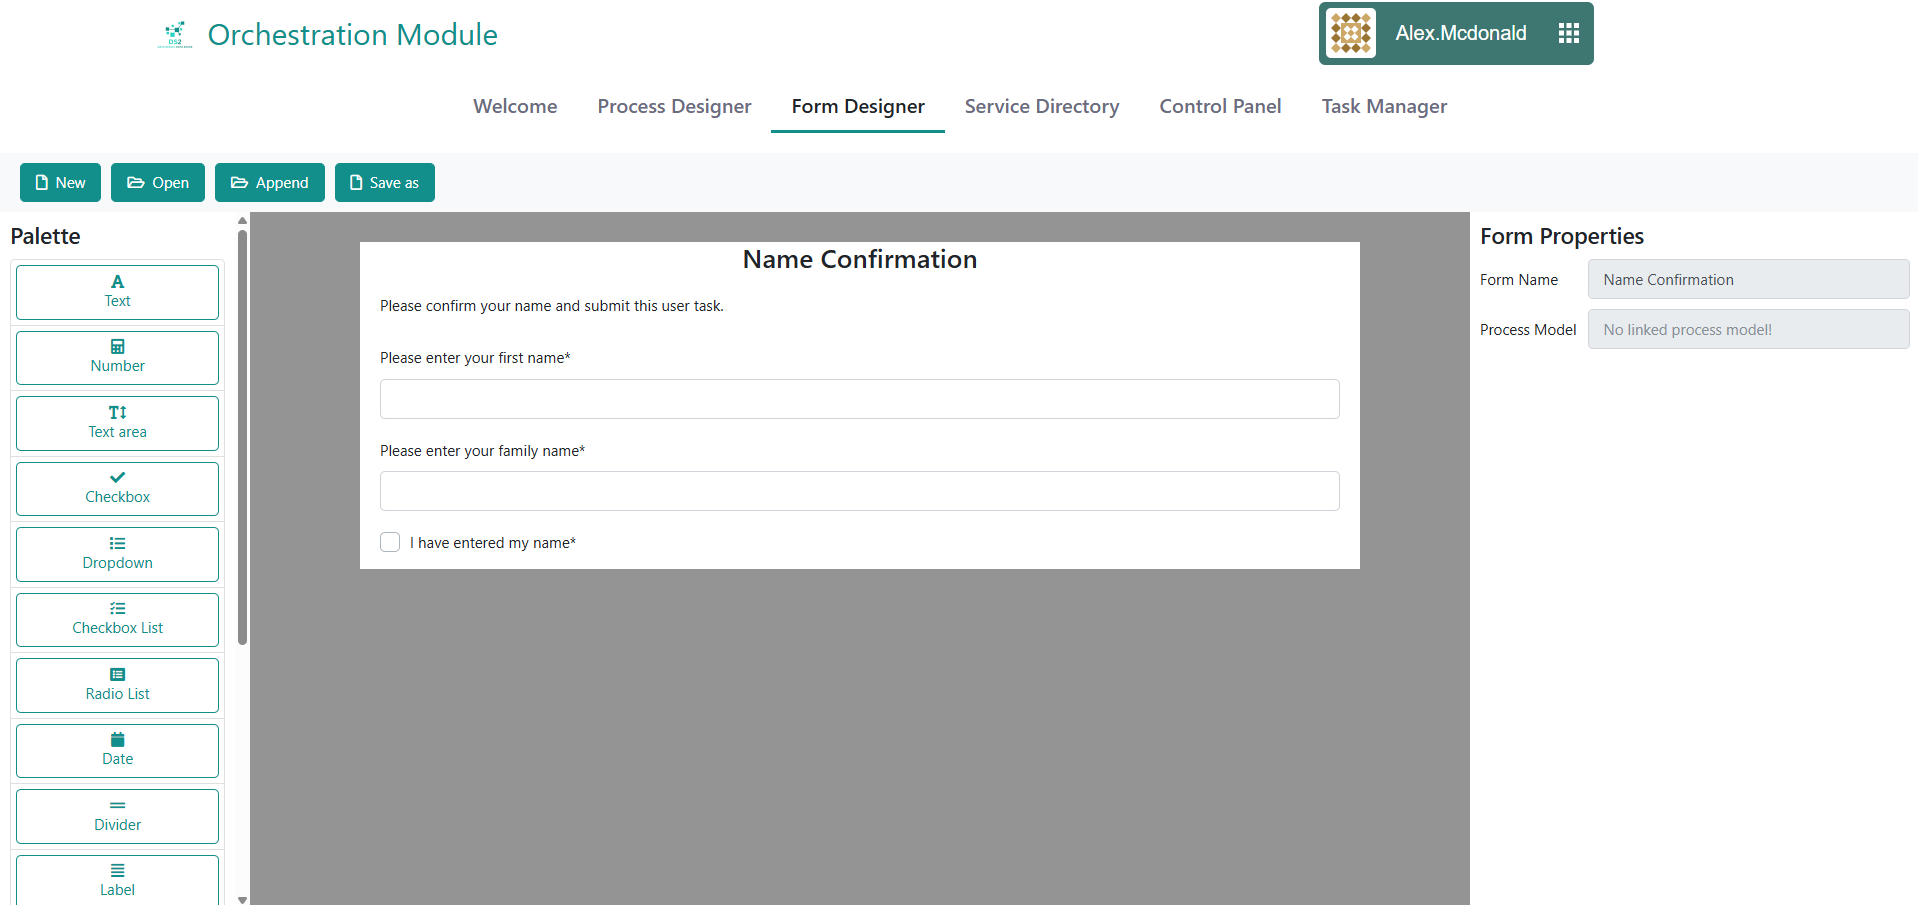 DS2
Orchestration Module
Alex.Mcdonald
Welcome
Process Designer
Form Designer
Service Directory
Control Panel
Task Manager
New
Open
Append
Save as
Palette
Text
Number
Text area
Checkbox
Dropdown
Checkbox List
Radio List
Date
Divider
Label
Name Confirmation
Please confirm your name and submit this user task.
Please enter your first name*
Please enter your family name*
I have entered my name*
Form Properties
Form Name
Name Confirmation
Process Model
No linked process model!